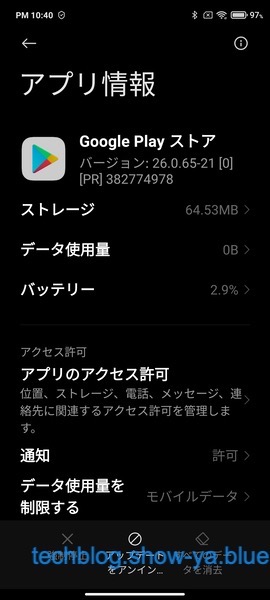 PM 10:40
97%
アプリ情報
Google Play ストア
バージョン: 26.0.65-21 [0]
[PR] 382774978
ストレージ 64.53MB
データ使用量 0B
バッテリー 2.9%
アクセス許可
アプリのアクセス許可
位置、ストレージ、電話、メッセージ、連
絡先に関連するアクセス許可を管理しま
す。
通知 許可
データ使用量を
制限する
モバイルデータ
アップデート
をアンイン...
タを消去
techblog.show-ya.blue